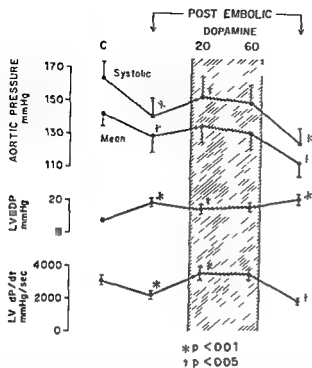 POST EMBOLIC
DOPAMINE
C 20 60
AORTIC PRESSURE
mmHg
170
150
130
110
Systolic
Mean
* †
† *
†
†
LVEDP
mmHg
20
* † *
LV dP/dt
mmHg/sec
4000
2000
0
* * †
* p <001
† p <005